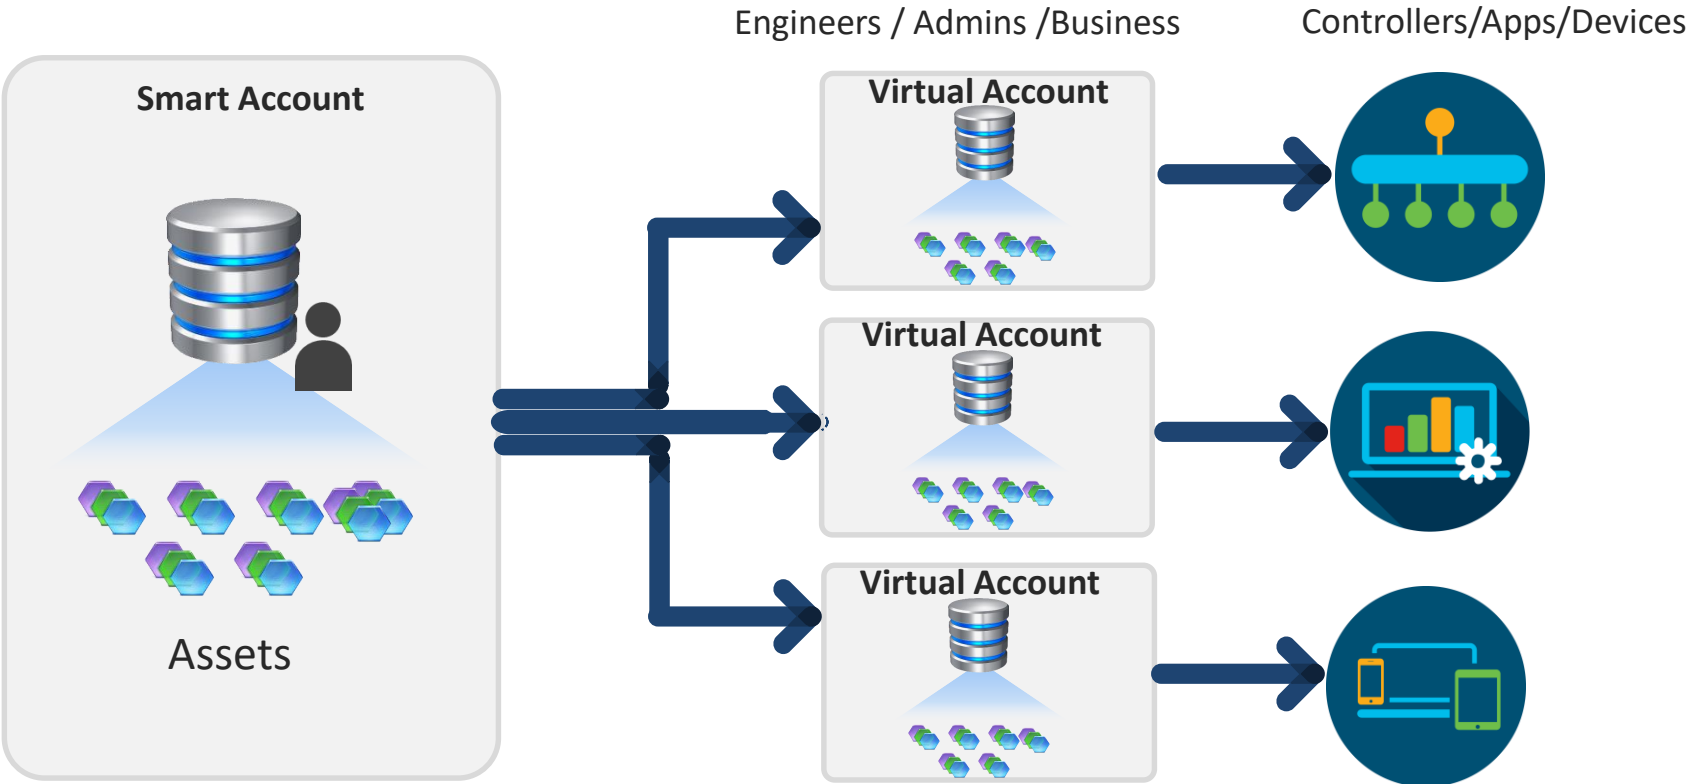 Engineers / Admins /Business
Controllers/Apps/Devices
Smart Account
Assets
Virtual Account
Virtual Account
Virtual Account